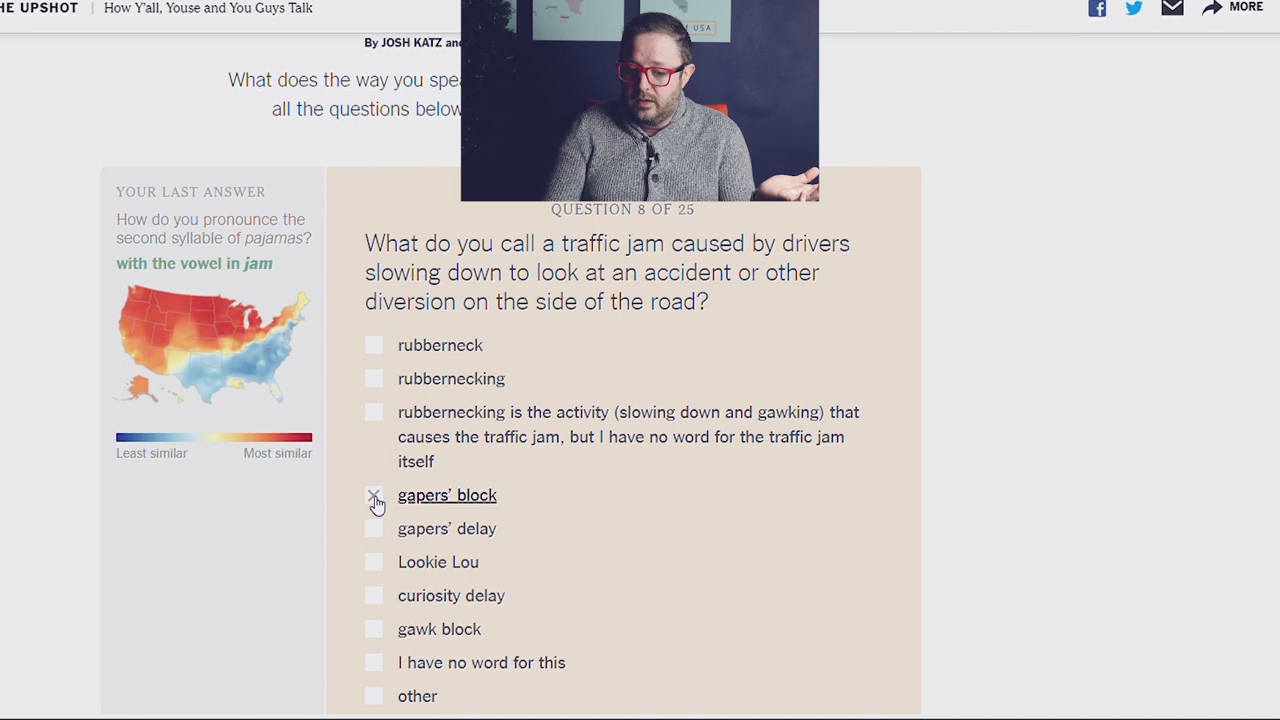 HE UPSHOT | How Y'all, Youse and You Guys Talk
MORE
By JOSH KATZ and
What does the way you spea
all the questions below
of USA
YOUR LAST ANSWER
How do you pronounce the
second syllable of pajamas?
with the vowel in jam
Least similar Most similar
QUESTION 8 OF 25
What do you call a traffic jam caused by drivers
slowing down to look at an accident or other
diversion on the side of the road?
rubberneck
rubbernecking
rubbernecking is the activity (slowing down and gawking) that
causes the traffic jam, but I have no word for the traffic jam
itself
gapers' block
gapers' delay
Lookie Lou
curiosity delay
gawk block
I have no word for this
other